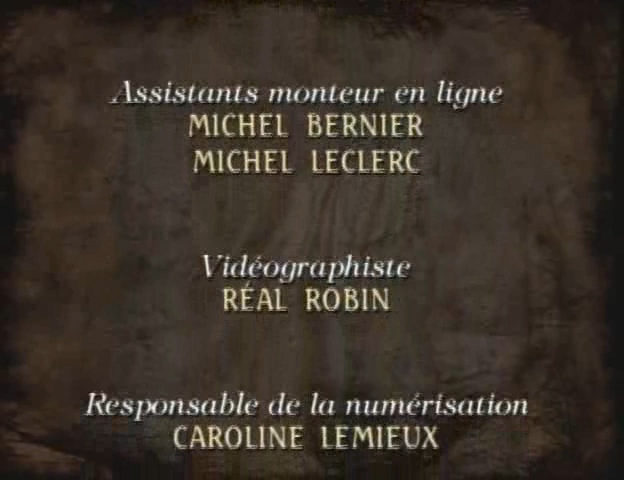 Assistants monteur en ligne
MICHEL BERNIER
MICHEL LECLERC
Vidéographiste
RÉAL ROBIN
Responsable de la numérisation
CAROLINE LEMIEUX